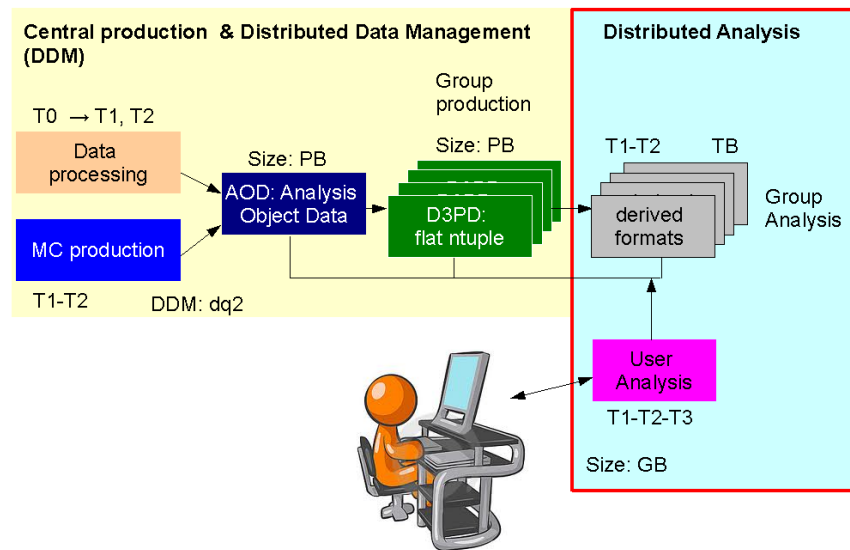 Central production & Distributed Data Management
(DDM)
Distributed Analysis
Group
production
T0 → T1, T2
Data
processing
Size: PB
AOD: Analysis
Object Data
Size: PB
D3PD:
flat ntuple
T1-T2
TB
derived
formats
Group
Analysis
MC production
T1-T2
DDM: dq2
User
Analysis
T1-T2-T3
Size: GB